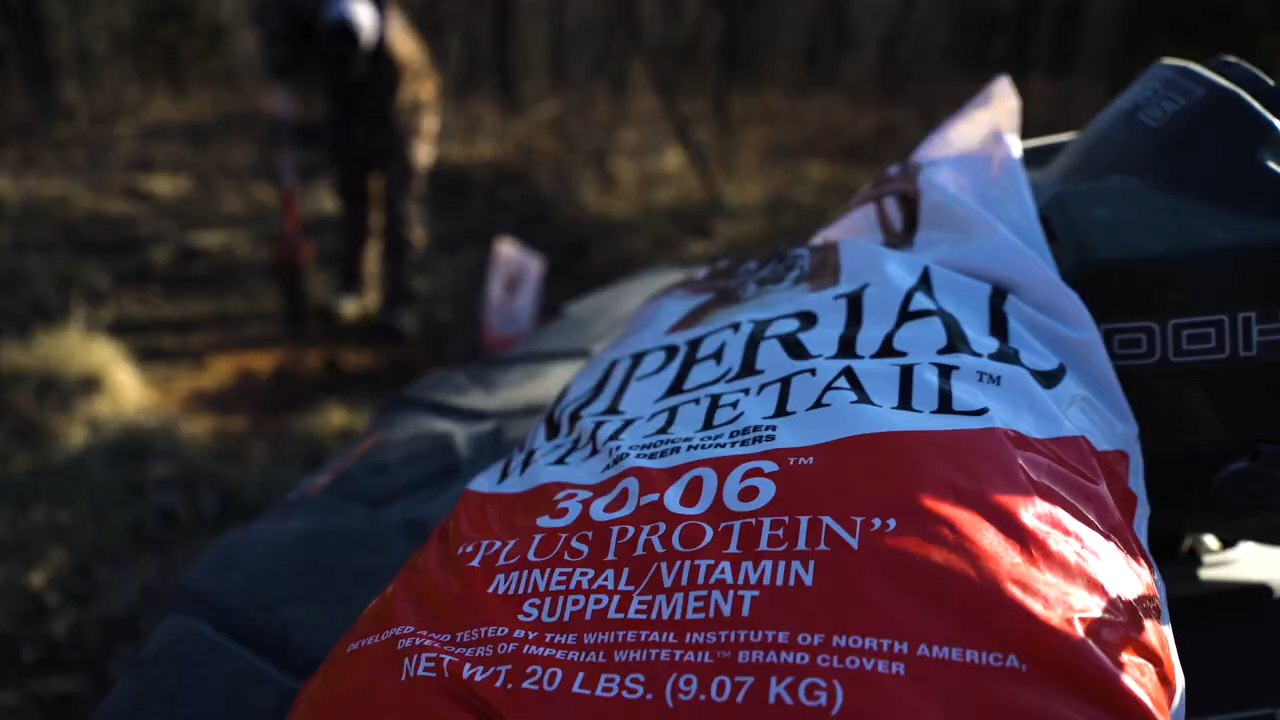 IMPERIAL
WHITETAIL™
CHOICE OF DEER
AND DEER HUNTERS
30-06™
“PLUS PROTEIN”
MINERAL/VITAMIN
SUPPLEMENT
DEVELOPED AND TESTED BY THE WHITETAIL INSTITUTE OF NORTH AMERICA,
DEVELOPERS OF IMPERIAL WHITETAIL™ BRAND CLOVER
NET WT. 20 LBS. (9.07 KG)